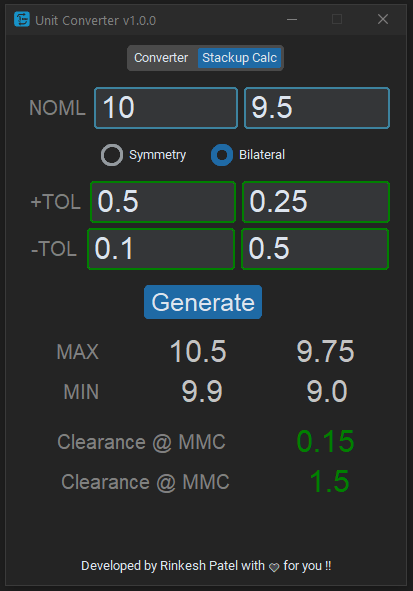 Unit Converter v1.0.0
Converter Stackup Calc
NOML 10 9.5
Symmetry Bilateral
+TOL 0.5 0.25
-TOL 0.1 0.5
Generate
MAX 10.5 9.75
MIN 9.9 9.0
Clearance @ MMC 0.15
Clearance @ MMC 1.5
Developed by Rinkesh Patel with 🤍 for you !!